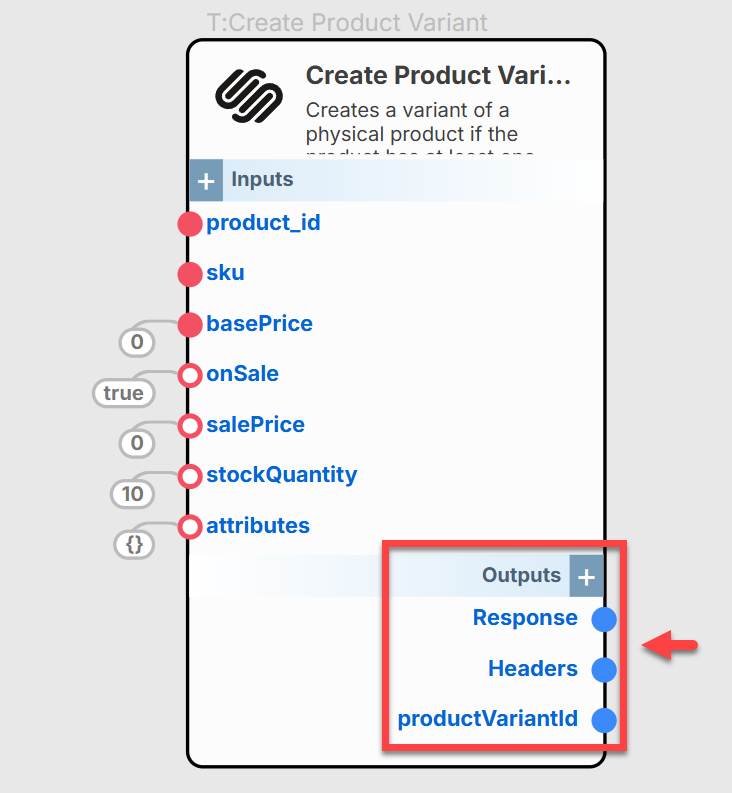 T:Create Product Variant
Create Product Vari...
Creates a variant of a
physical product if the
+ Inputs
product_id
sku
basePrice
0
onSale
true
salePrice
0
stockQuantity
10
attributes
{}
Outputs +
Response
Headers
productVariantId